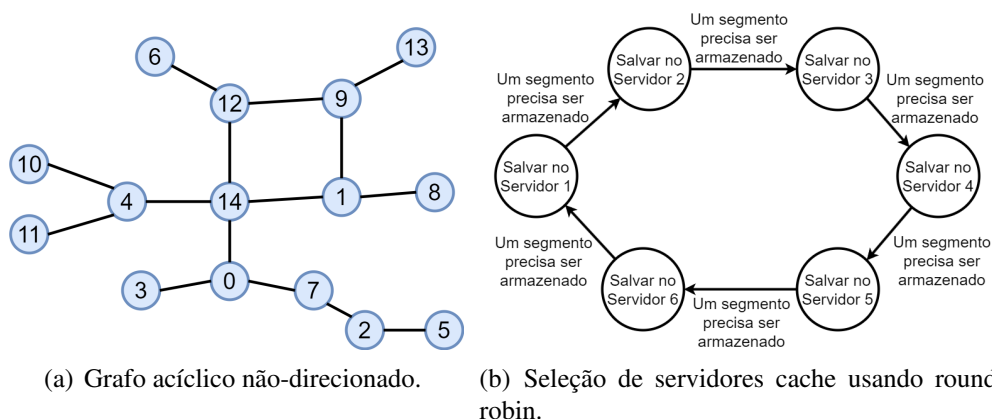 6
13
12
9
10
4
14
1
8
11
3
0
7
2
5
(a) Grafo acíclico não-direcionado.
Um segmento
precisa ser
armazenado
Salvar no
Servidor 2
Salvar no
Servidor 3
Um segmento
precisa ser
armazenado
Um segmento
precisa ser
armazenado
Salvar no
Servidor 1
Salvar no
Servidor 4
Um segmento
precisa ser
armazenado
Um segmento
precisa ser
armazenado
Salvar no
Servidor 6
Salvar no
Servidor 5
Um segmento
precisa ser
armazenado
(b) Seleção de servidores cache usando round
robin.